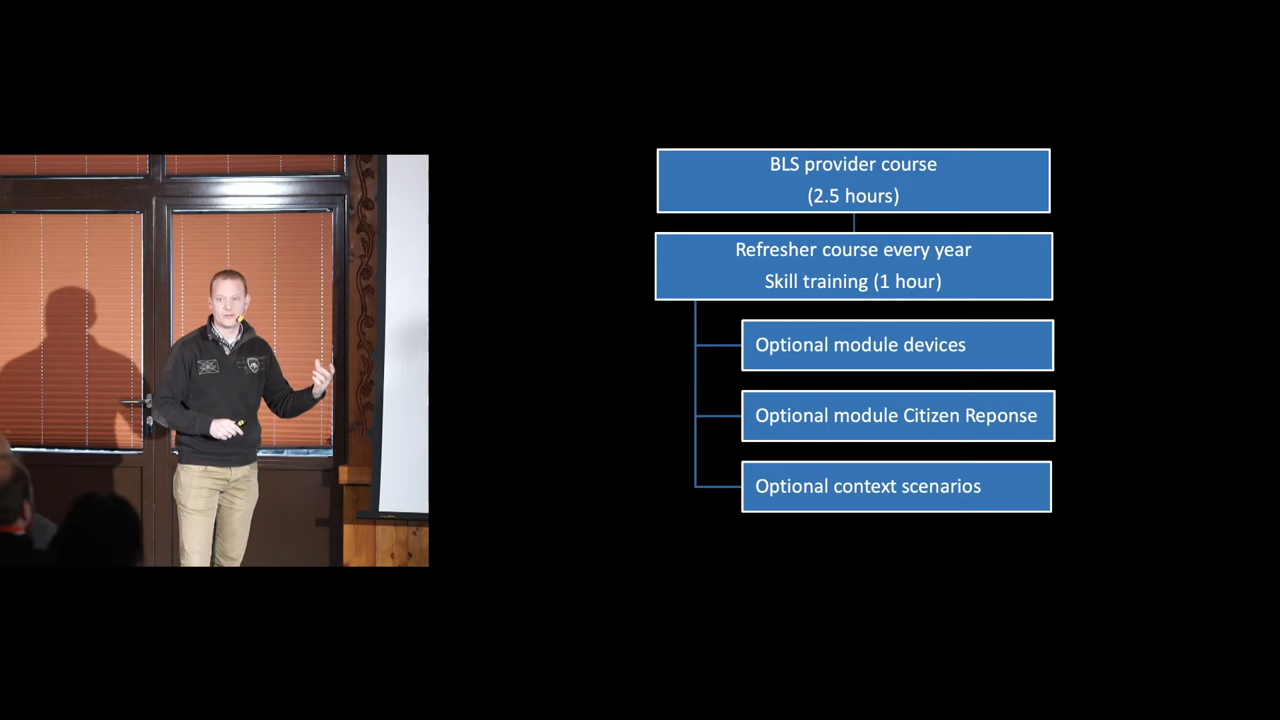 BLS provider course
(2.5 hours)
Refresher course every year
Skill training (1 hour)
Optional module devices
Optional module Citizen Reponse
Optional context scenarios